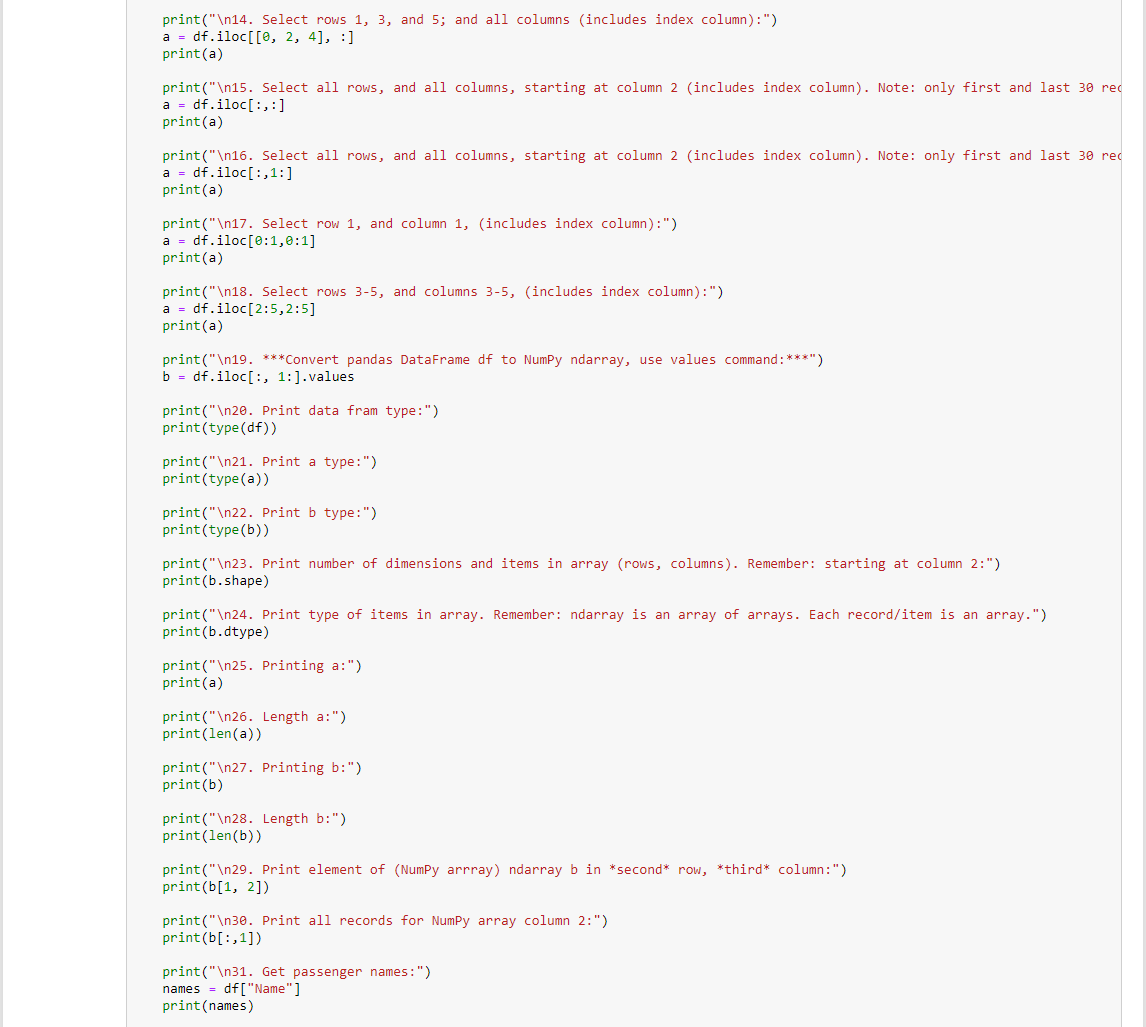 print("\n14. Select rows 1, 3, and 5; and all columns (includes index column):")
a = df.iloc[[0, 2, 4], :]
print(a)
print("\n15. Select all rows, and all columns, starting at column 2 (includes index column). Note: only first and last 30 rec
a = df.iloc[:,:]
print(a)
print("\n16. Select all rows, and all columns, starting at column 2 (includes index column). Note: only first and last 30 rec
a = df.iloc[:,1:]
print(a)
print("\n17. Select row 1, and column 1, (includes index column):")
a = df.iloc[0:1,0:1]
print(a)
print("\n18. Select rows 3-5, and columns 3-5, (includes index column):")
a = df.iloc[2:5,2:5]
print(a)
print("\n19. ***Convert pandas DataFrame df to NumPy ndarray, use values command:***")
b = df.iloc[:, 1:].values
print("\n20. Print data fram type:")
print(type(df))
print("\n21. Print a type:")
print(type(a))
print("\n22. Print b type:")
print(type(b))
print("\n23. Print number of dimensions and items in array (rows, columns). Remember: starting at column 2:")
print(b.shape)
print("\n24. Print type of items in array. Remember: ndarray is an array of arrays. Each record/item is an array.")
print(b.dtype)
print("\n25. Printing a:")
print(a)
print("\n26. Length a:")
print(len(a))
print("\n27. Printing b:")
print(b)
print("\n28. Length b:")
print(len(b))
print("\n29. Print element of (NumPy arrray) ndarray b in *second* row, *third* column:")
print(b[1, 2])
print("\n30. Print all records for NumPy array column 2:")
print(b[:,1])
print("\n31. Get passenger names:")
names = df["Name"]
print(names)